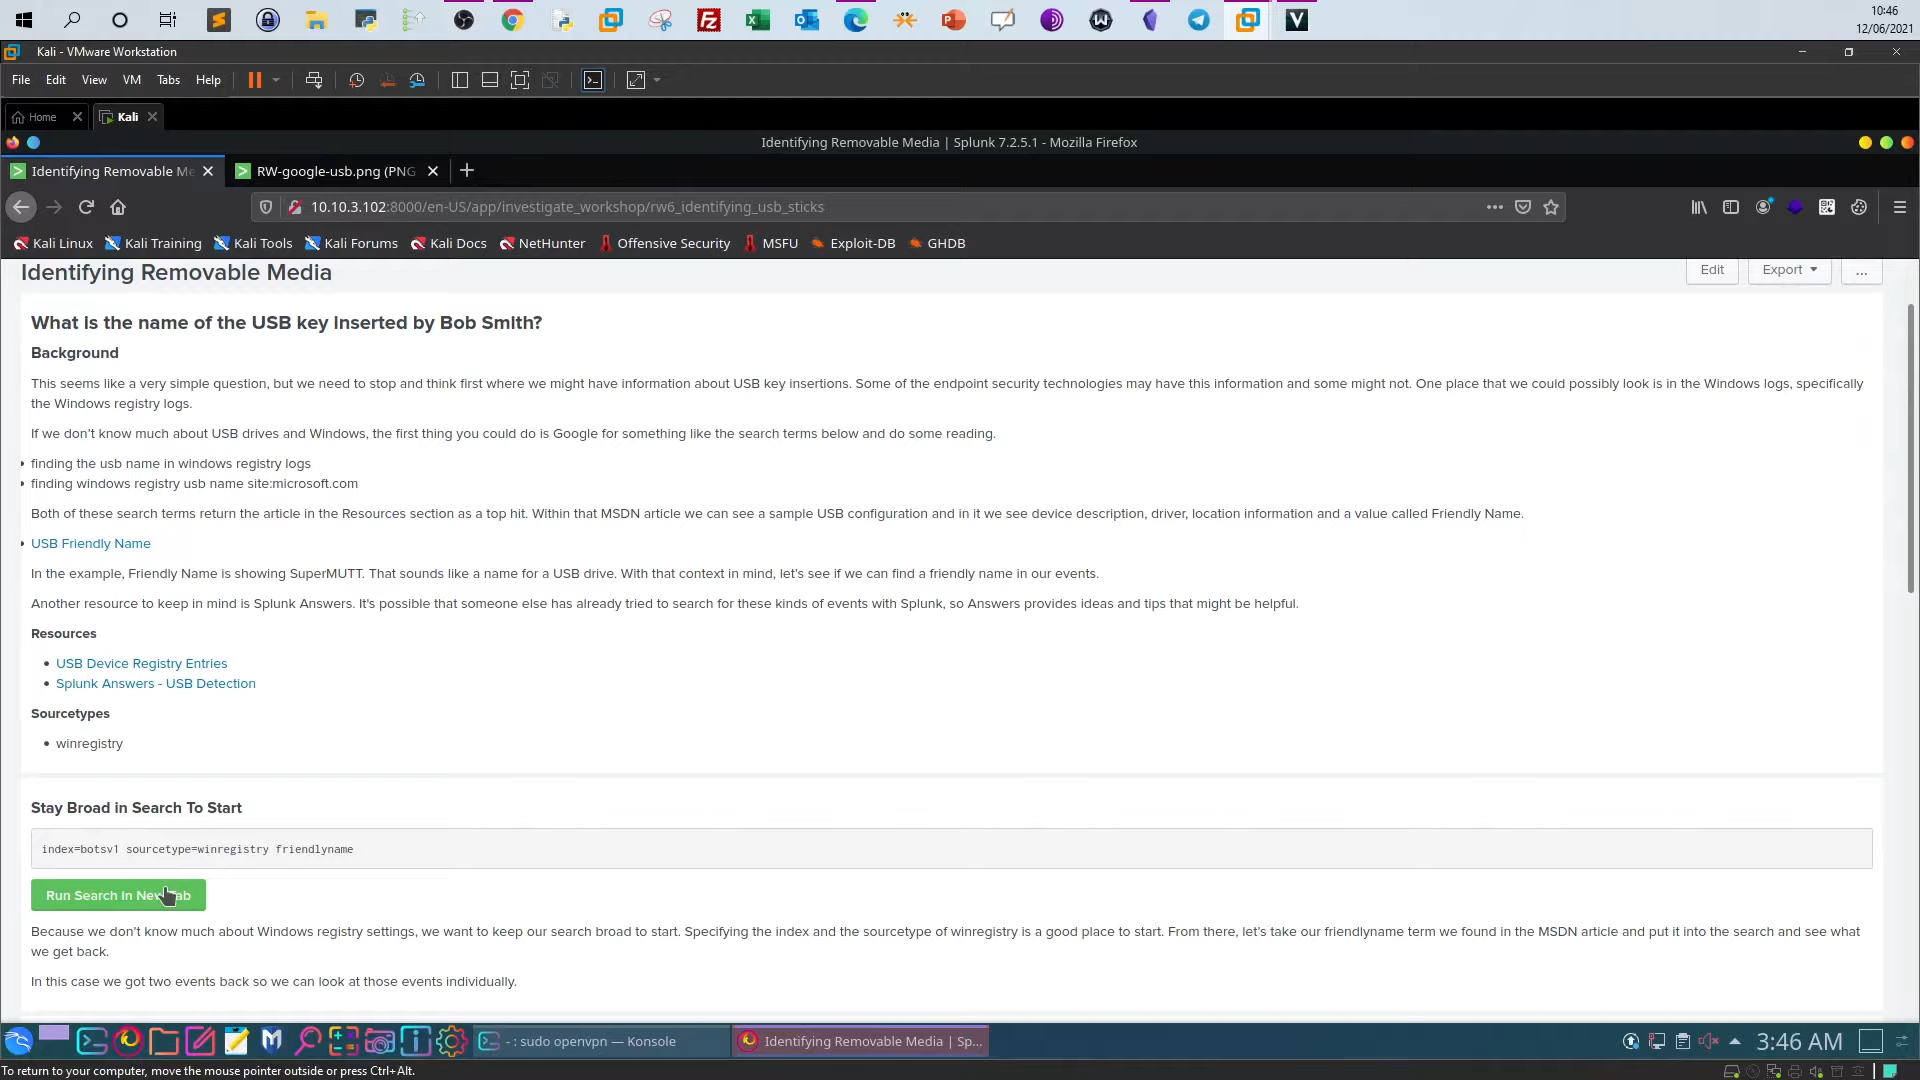 10:46
12/06/2021
Kali - VMware Workstation
File Edit View VM Tabs Help
Home Kali
Identifying Removable Media | Splunk 7.2.5.1 - Mozilla Firefox
Identifying Removable Me RW-google-usb.png (PNG
10.10.3.102:8000/en-US/app/investigate_workshop/rw6_identifying_usb_sticks
Kali Linux Kali Training Kali Tools Kali Forums Kali Docs NetHunter Offensive Security MSFU Exploit-DB GHDB
Identifying Removable Media Edit Export ...
What is the name of the USB key inserted by Bob Smith?
Background
This seems like a very simple question, but we need to stop and think first where we might have information about USB key insertions. Some of the endpoint security technologies may have this information and some might not. One place that we could possibly look is in the Windows logs, specifically
the Windows registry logs.
If we don't know much about USB drives and Windows, the first thing you could do is Google for something like the search terms below and do some reading.
• finding the usb name in windows registry logs
• finding windows registry usb name site:microsoft.com
Both of these search terms return the article in the Resources section as a top hit. Within that MSDN article we can see a sample USB configuration and in it we see device description, driver, location information and a value called Friendly Name.
• USB Friendly Name
In the example, Friendly Name is showing SuperMUTT. That sounds like a name for a USB drive. With that context in mind, let's see if we can find a friendly name in our events.
Another resource to keep in mind is Splunk Answers. It's possible that someone else has already tried to search for these kinds of events with Splunk, so Answers provides ideas and tips that might be helpful.
Resources
• USB Device Registry Entries
• Splunk Answers - USB Detection
Sourcetypes
• winregistry
Stay Broad in Search To Start
index=botsv1 sourcetype=winregistry friendlyname
Run Search In New Tab
Because we don't know much about Windows registry settings, we want to keep our search broad to start. Specifying the index and the sourcetype of winregistry is a good place to start. From there, let's take our friendlyname term we found in the MSDN article and put it into the search and see what
we get back.
In this case we got two events back so we can look at those events individually.
- : sudo openvpn — Konsole Identifying Removable Media | Sp... 3:46 AM
To return to your computer, move the mouse pointer outside or press Ctrl+Alt.